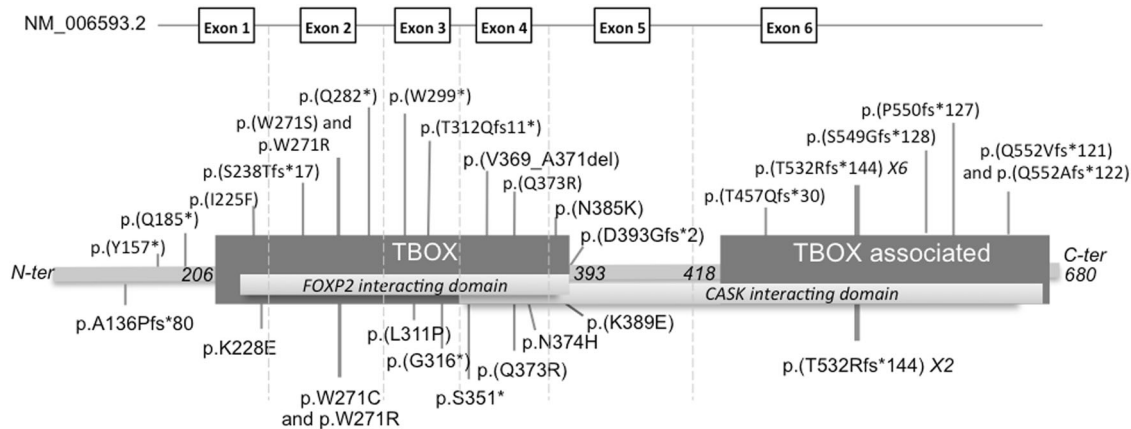 NM_006593.2
Exon 1
Exon 2
Exon 3
Exon 4
Exon 5
Exon 6
p.(Q282*)
p.(W299*)
p.(P550fs*127)
p.(W271S) and
p.W271R
p.(T312Qfs11*)
p.(S549Gfs*128)
p.(V369_A371del)
p.(Q552Vfs*121)
and p.(Q552Afs*122)
p.(S238Tfs*17)
p.(T532Rfs*144) X6
p.(Q373R)
p.(I225F)
p.(T457Qfs*30)
p.(N385K)
p.(Q185*)
p.(D393Gfs*2)
p.(Y157*)
TBOX
TBOX associated
N-ter
206
393
418
C-ter
680
FOXP2 interacting domain
CASK interacting domain
p.A136Pfs*80
p.(K389E)
p.(L311P)
p.K228E
p.N374H
p.(G316*)
p.(Q373R)
p.(T532Rfs*144) X2
p.W271C
and p.W271R
p.S351*